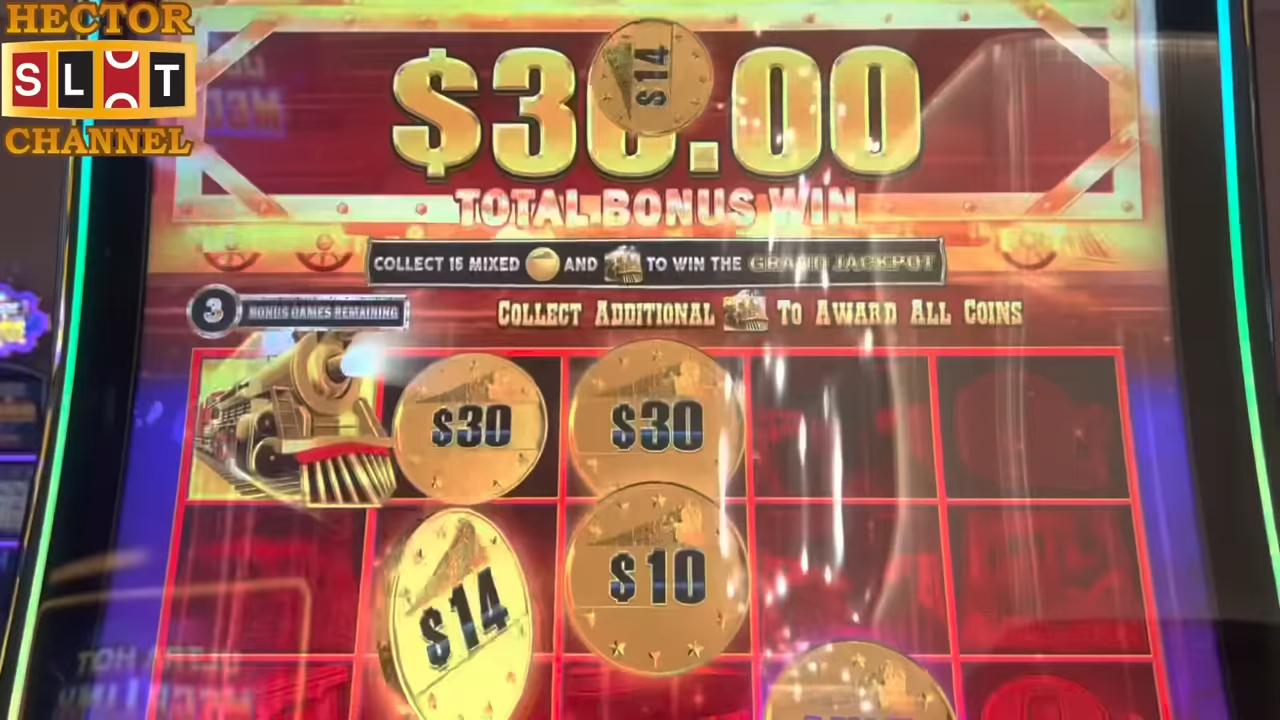 HECTOR
SLOT
CHANNEL
$14
$30.00
TOTAL BONUS WIN
COLLECT 15 MIXED AND TO WIN THE GRAND JACKPOT
3 BONUS GAMES REMAINING
COLLECT ADDITIONAL TO AWARD ALL COINS
$30
$30
$14
$10